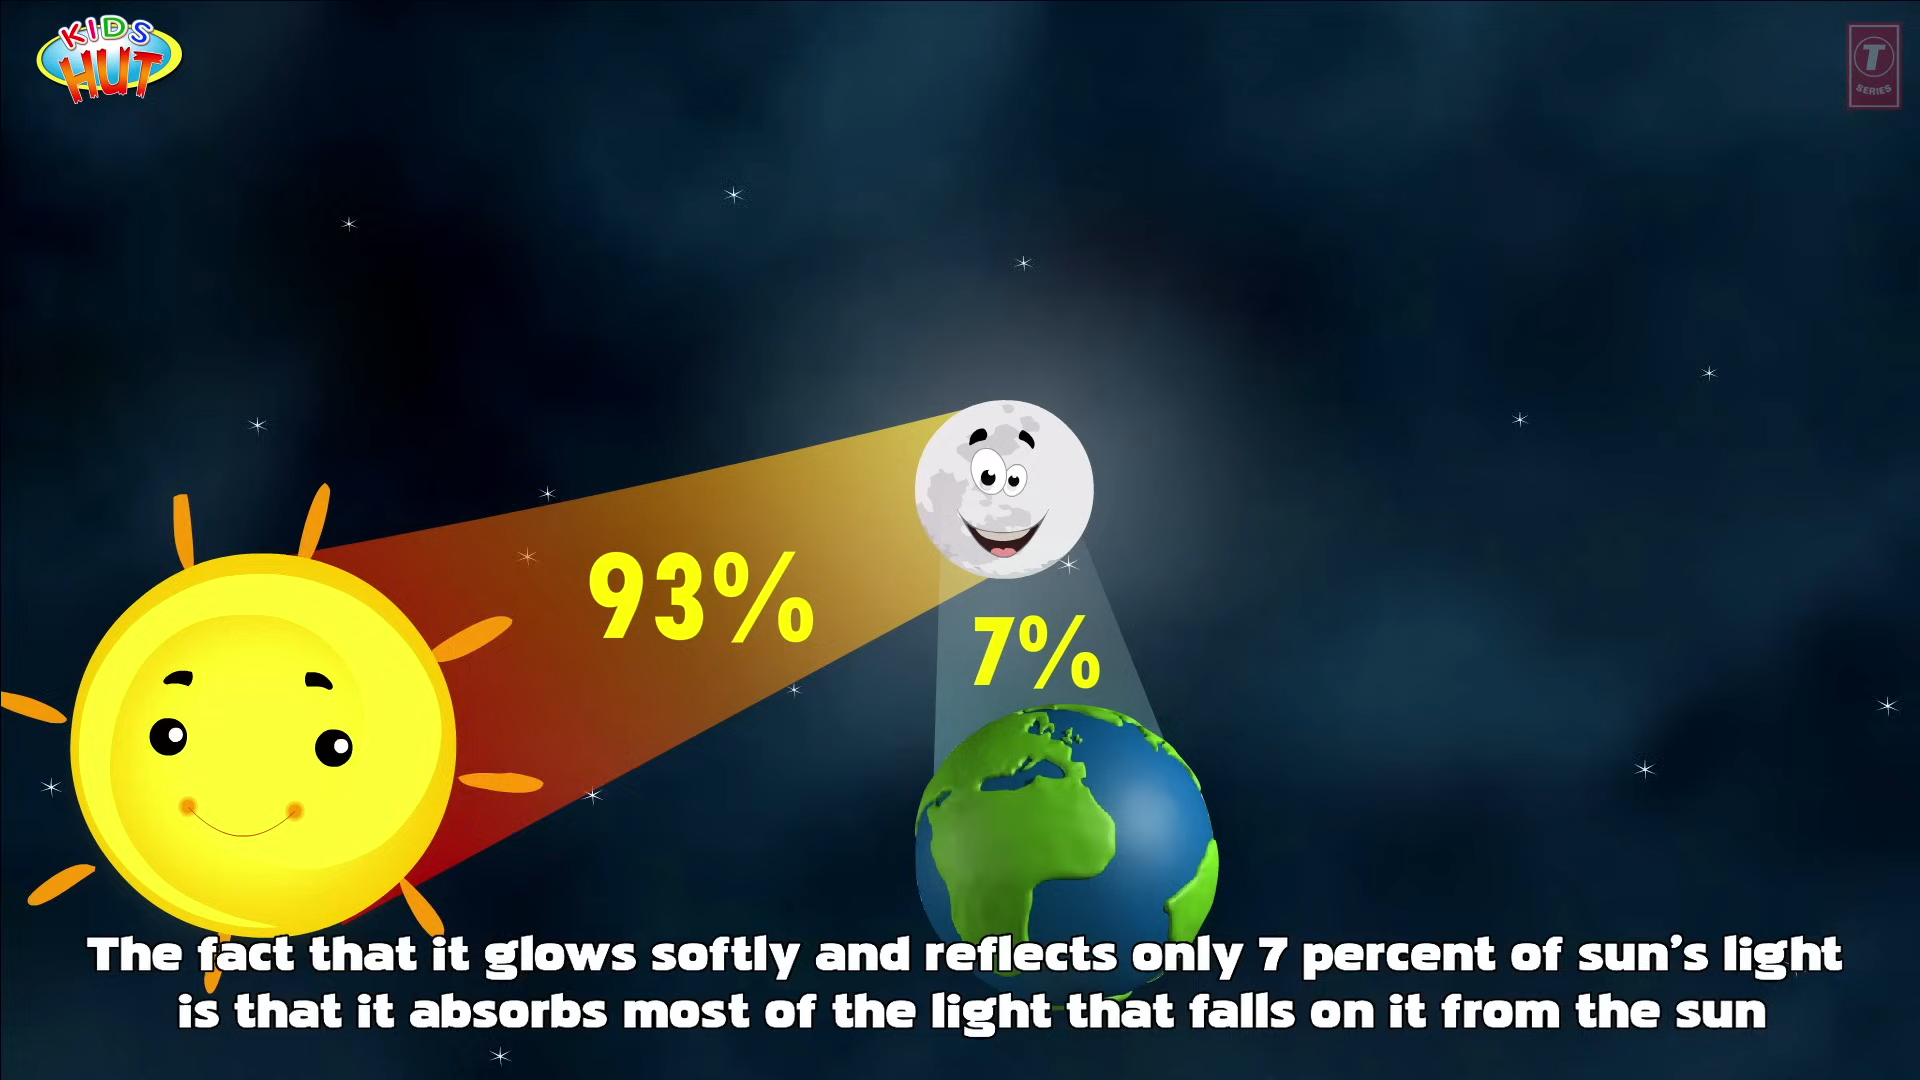 KIDS
HUT
T
SERIES
93%
7%
The fact that it glows softly and reflects only 7 percent of sun's light
is that it absorbs most of the light that falls on it from the sun